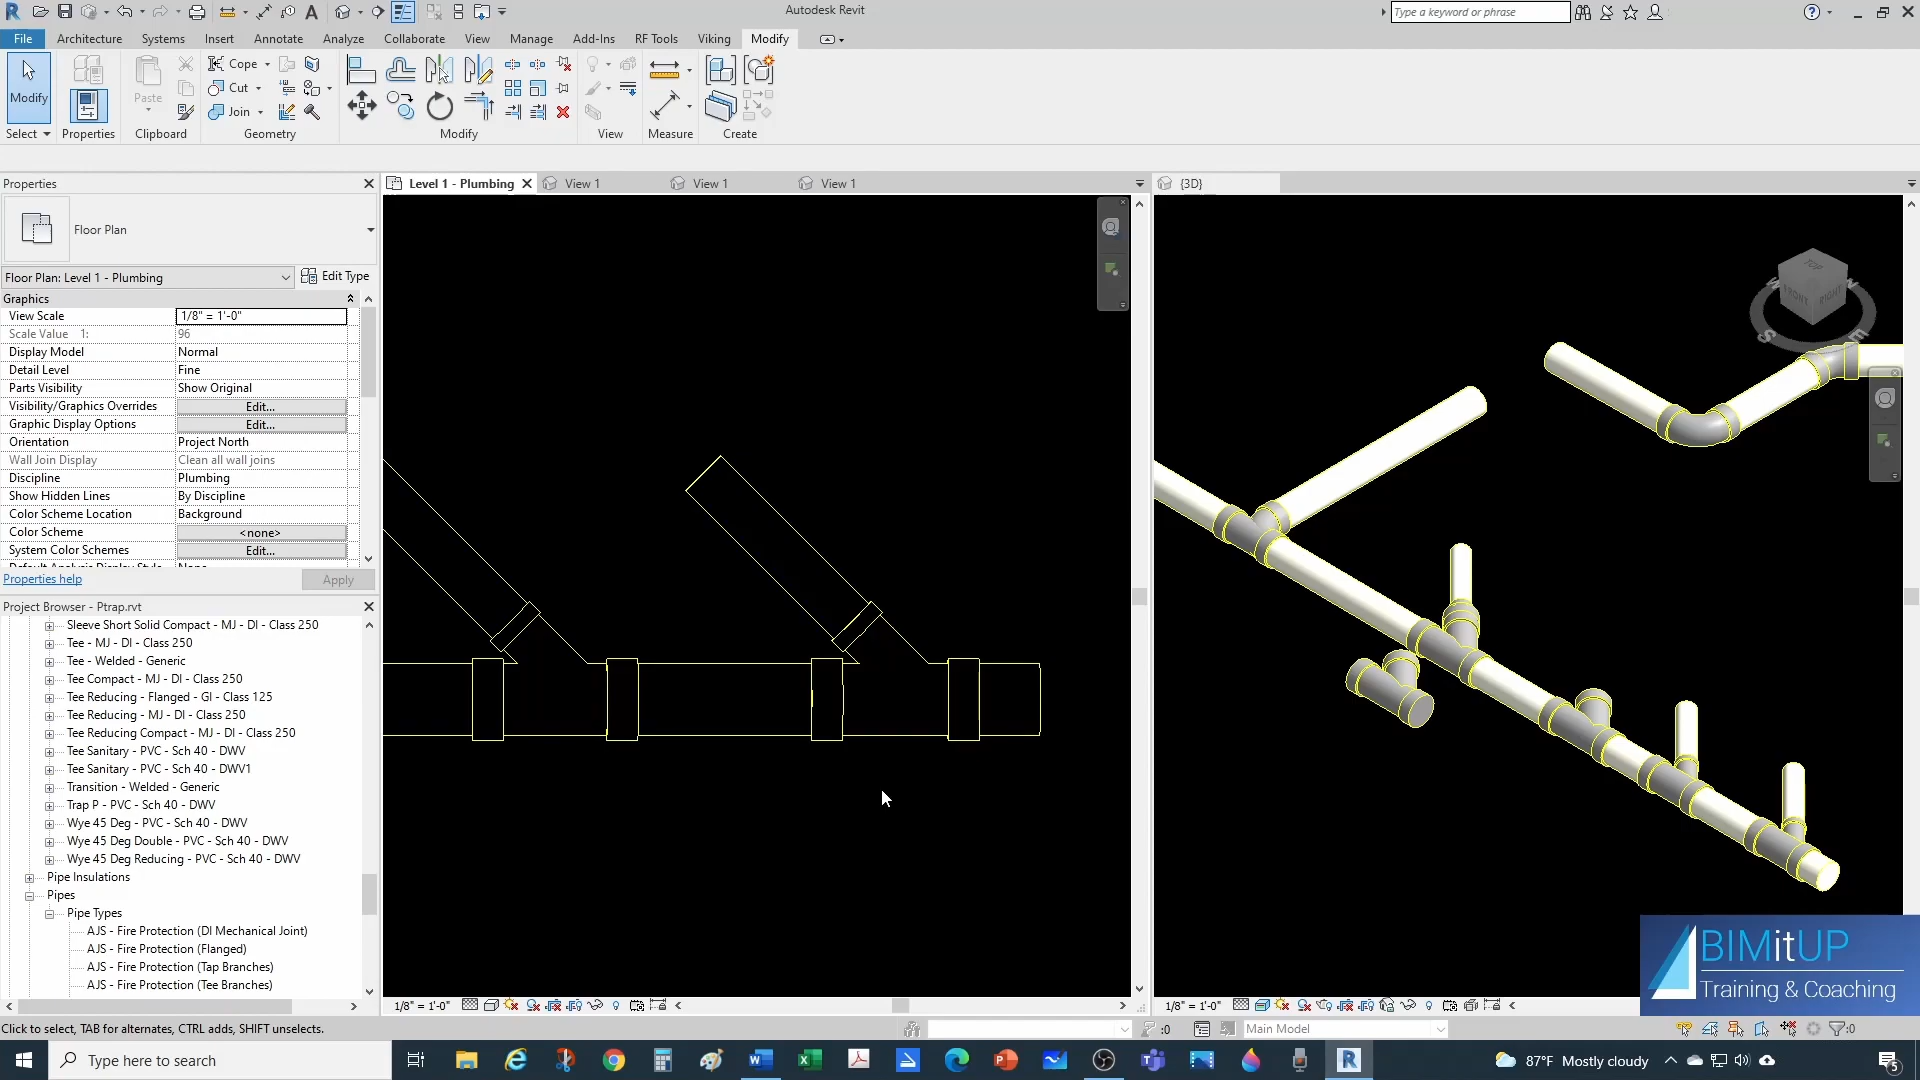 Autodesk Revit
Type a keyword or phrase
File Architecture Systems Insert Annotate Analyze Collaborate View Manage Add-Ins RF Tools Viking Modify
Modify
Paste
Cope
Cut
Join
Select Properties Clipboard Geometry Modify View Measure Create
Properties
Level 1 - Plumbing View 1 View 1 View 1 {3D}
Floor Plan
Floor Plan: Level 1 - Plumbing Edit Type
Graphics
View Scale 1/8" = 1'-0"
Scale Value 1: 96
Display Model Normal
Detail Level Fine
Parts Visibility Show Original
Visibility/Graphics Overrides Edit...
Graphic Display Options Edit...
Orientation Project North
Wall Join Display Clean all wall joins
Discipline Plumbing
Show Hidden Lines By Discipline
Color Scheme Location Background
Color Scheme <none>
System Color Schemes Edit...
Properties help Apply
Project Browser - Ptrap.rvt
Sleeve Short Solid Compact - MJ - DI - Class 250
Tee - MJ - DI - Class 250
Tee - Welded - Generic
Tee Compact - MJ - DI - Class 250
Tee Reducing - Flanged - GI - Class 125
Tee Reducing - MJ - DI - Class 250
Tee Reducing Compact - MJ - DI - Class 250
Tee Sanitary - PVC - Sch 40 - DWV
Tee Sanitary - PVC - Sch 40 - DWV1
Transition - Welded - Generic
Trap P - PVC - Sch 40 - DWV
Wye 45 Deg - PVC - Sch 40 - DWV
Wye 45 Deg Double - PVC - Sch 40 - DWV
Wye 45 Deg Reducing - PVC - Sch 40 - DWV
Pipe Insulations
Pipes
Pipe Types
AJS - Fire Protection (DI Mechanical Joint)
AJS - Fire Protection (Flanged)
AJS - Fire Protection (Tap Branches)
AJS - Fire Protection (Tee Branches)
TOP
FRONT RIGHT
S E
BIMitUP
Training & Coaching
1/8" = 1'-0" 1/8" = 1'-0"
Click to select, TAB for alternates, CTRL adds, SHIFT unselects. :0 Main Model :0
Type here to search 87°F Mostly cloudy 5